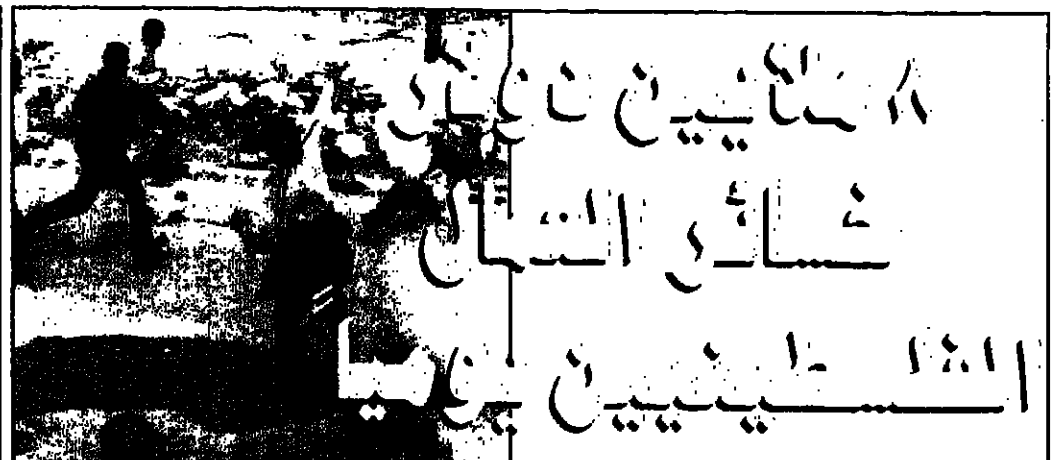 ٨ ملايين دولار
خسائر العمال
الفلسطينيين يوميا